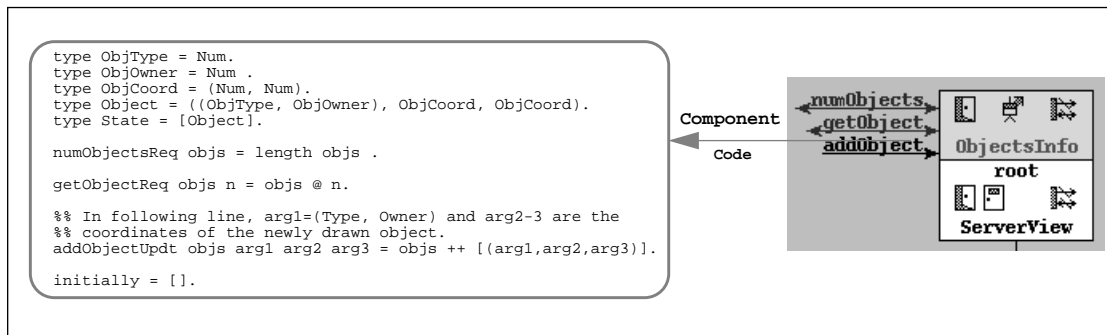 type ObjType = Num.
type ObjOwner = Num .
type ObjCoord = (Num, Num).
type Object = ((ObjType, ObjOwner), ObjCoord, ObjCoord).
type State = [Object].
numObjectsReq objs = length objs .
getObjectReq objs n = objs @ n.
%% In following line, arg1=(Type, Owner) and arg2-3 are the
%% coordinates of the newly drawn object.
addObjectUpdt objs arg1 arg2 arg3 = objs ++ [(arg1,arg2,arg3)].
initially = [].
Component
Code
numObjects
getObject
addObject
ObjectsInfo
root
ServerView